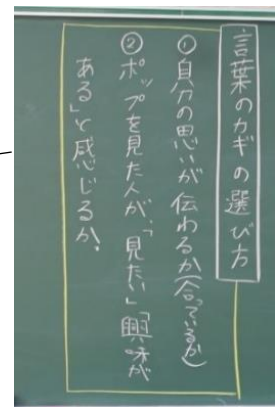 言葉のカギの選び方
①自分の思いが伝わるか(合っているか)
②ポップを見た人が、「見たい」「興味が
ある」と感じるか。